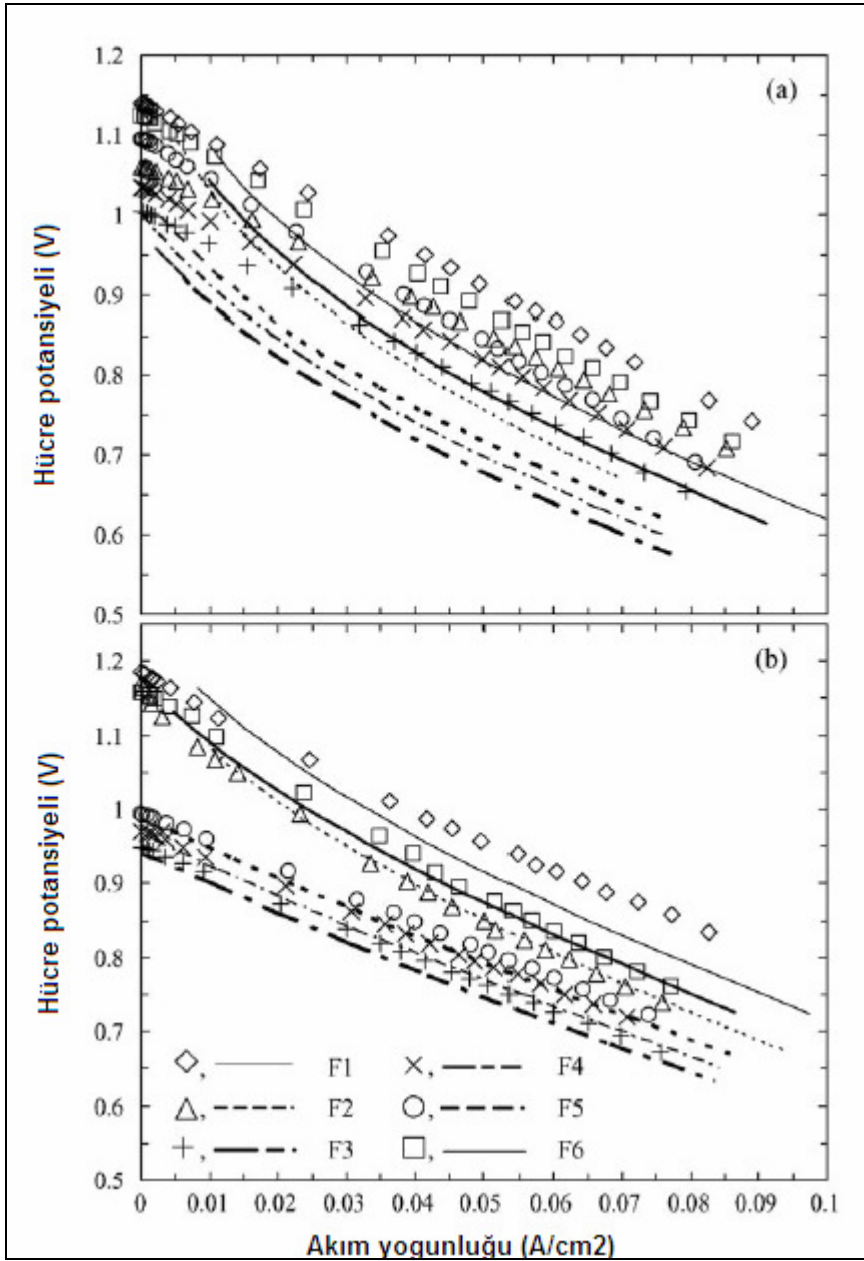 1.2
(a)
1.1
1
0.9
0.8
0.7
0.6
0.5
Hücre potansiyeli (V)
(b)
1.2
1.1
1
0.9
0.8
0.7
0.6
0.5
Hücre potansiyeli (V)
, F1 , F4
, F2 , F5
, F3 , F6
0 0.01 0.02 0.03 0.04 0.05 0.06 0.07 0.08 0.09 0.1
Akım yogunluğu (A/cm2)